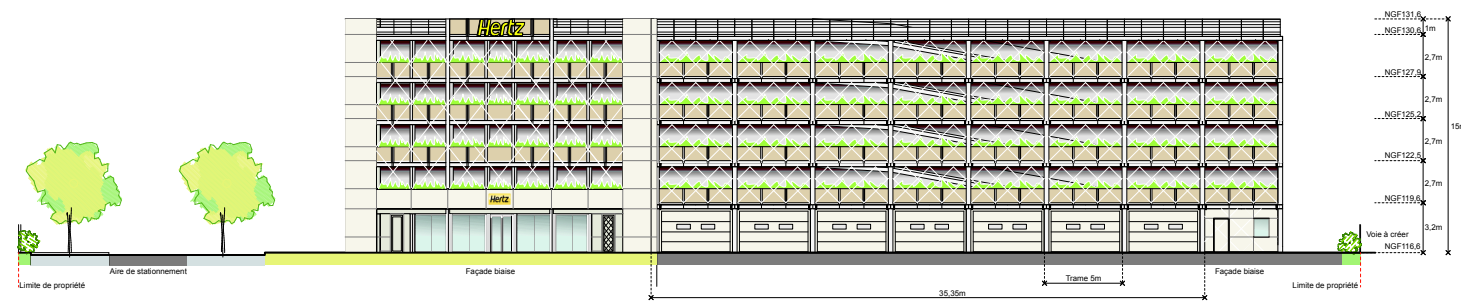 Hertz
Hertz
NGF131,6
1m
NGF130,6
2,7m
NGF127,9
2,7m
NGF125,2
15m
2,7m
NGF122,5
2,7m
NGF119,6
3,2m
Voie à créer
NGF116,6
Aire de stationnement
Façade biaise
Trame 5m
Façade biaise
Limite de propriété
Limite de propriété
35,35m